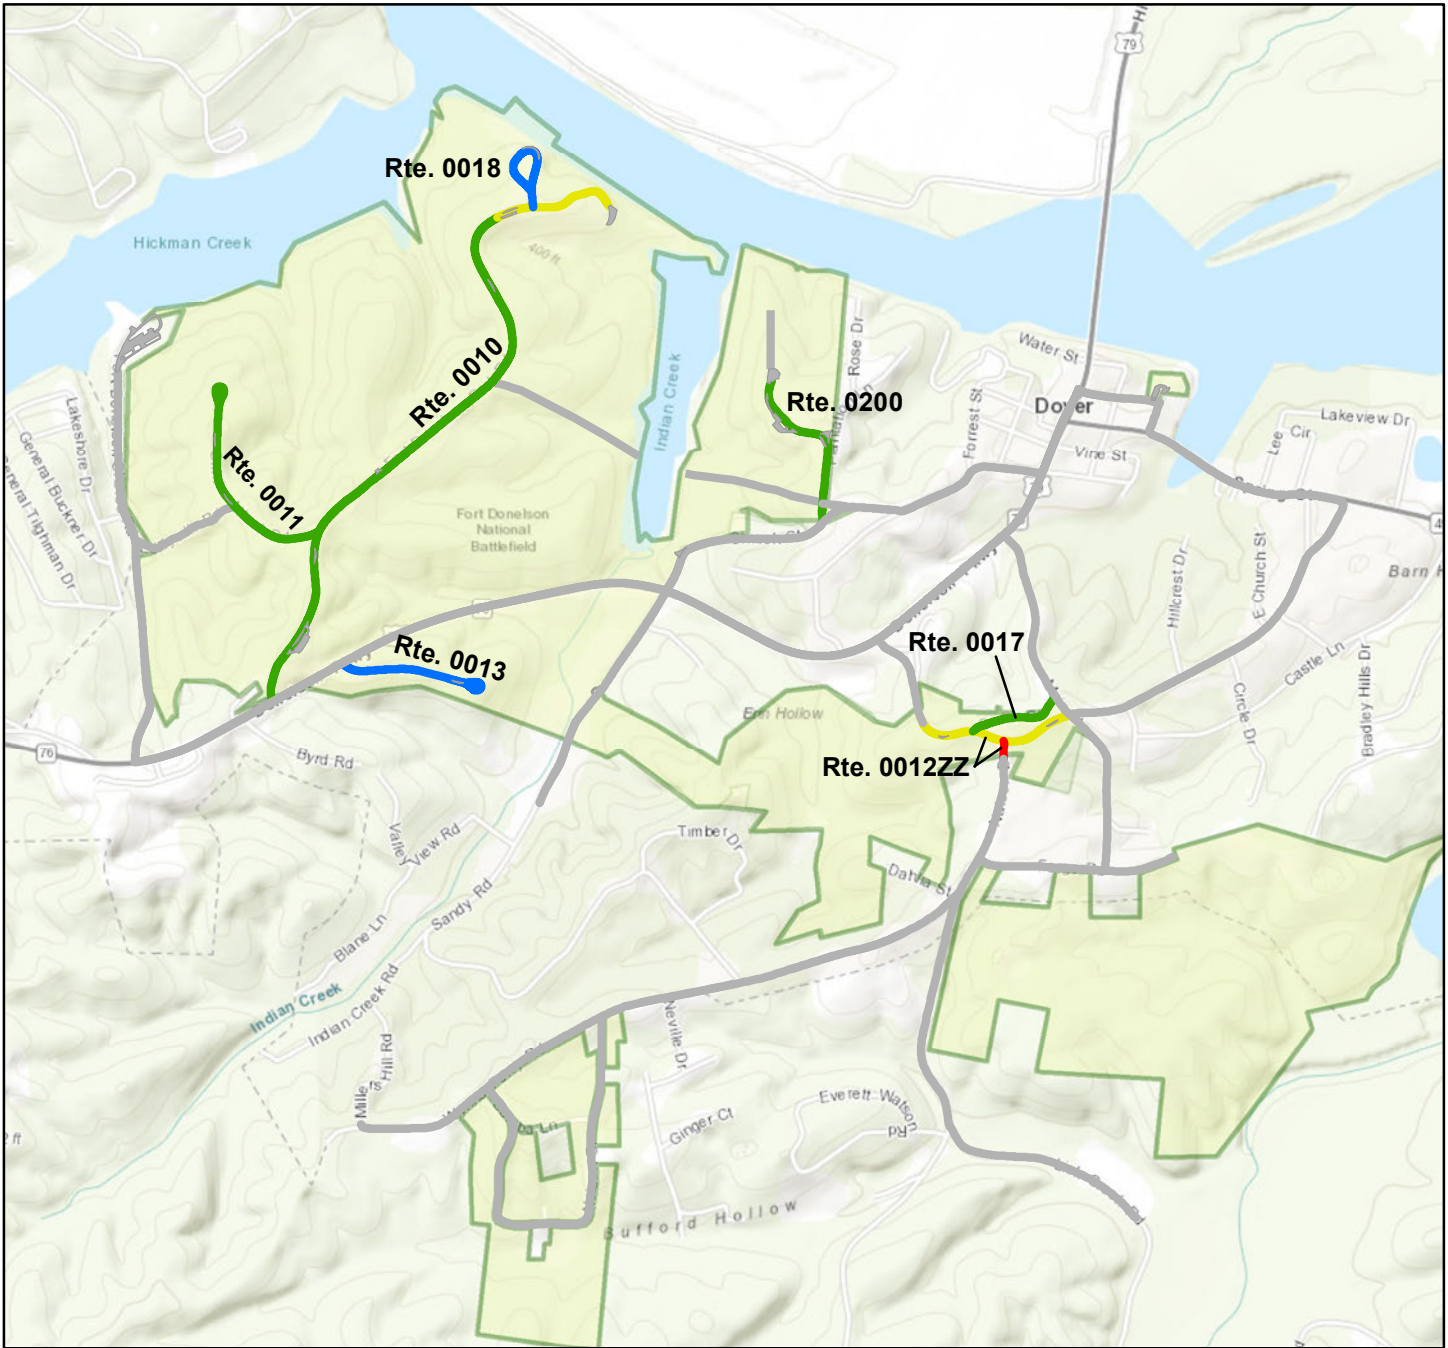 79
Rte. 0018
Hickman Creek
400 ft
Rte. 0010
Indian Creek
Rose Dr
Rte. 0200
Water St
Dover
Forrest St
Vine St
Lee Cir
Lakeview Dr
Lakeshore Dr
General Buckner Dr
General Tilghman Dr
Rte. 0011
Fort Donelson
National
Battlefield
Hillcrest Dr
E Church St
Castle Ln
Circle Dr
Bradley Hills Dr
Rte. 0013
Rte. 0017
Erin Hollow
Rte. 0012ZZ
76
Byrd Rd
Valley View Rd
Timber Dr
Dahlia St
Sandy Rd
Blane Ln
Indian Creek
Indian Creek Rd
Millers Hill Rd
Neville Dr
Ginger Ct
Everett Watson
Rd
Bufford Hollow